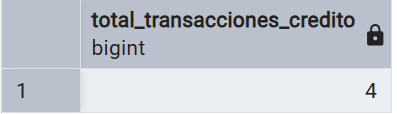 total_transacciones_credito
bigint
1 4